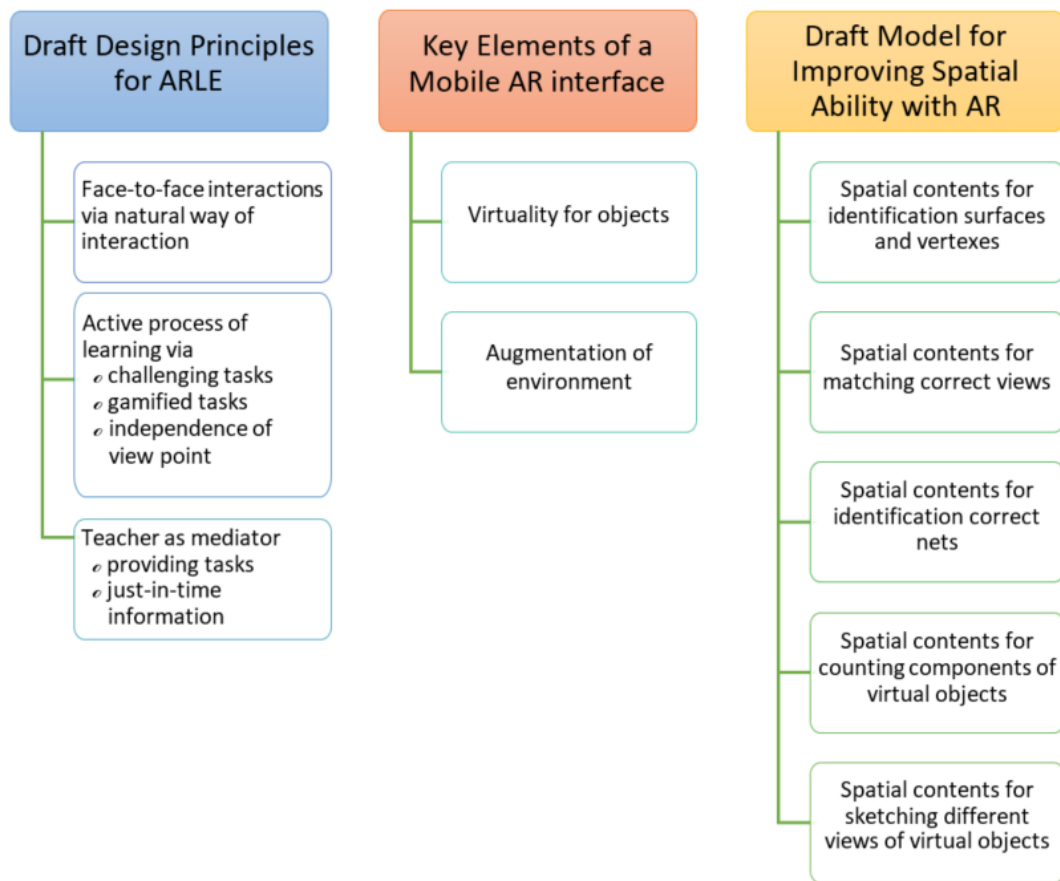 Draft Design Principles
for ARLE
Face-to-face interactions
via natural way of
interaction
Active process of
learning via
challenging tasks
gamified tasks
independence of
view point
Teacher as mediator
providing tasks
just-in-time
information
Key Elements of a
Mobile AR interface
Virtuality for objects
Augmentation of
environment
Draft Model for
Improving Spatial
Ability with AR
Spatial contents for
identification surfaces
and vertexes
Spatial contents for
matching correct views
Spatial contents for
identification correct
nets
Spatial contents for
counting components of
virtual objects
Spatial contents for
sketching different
views of virtual objects